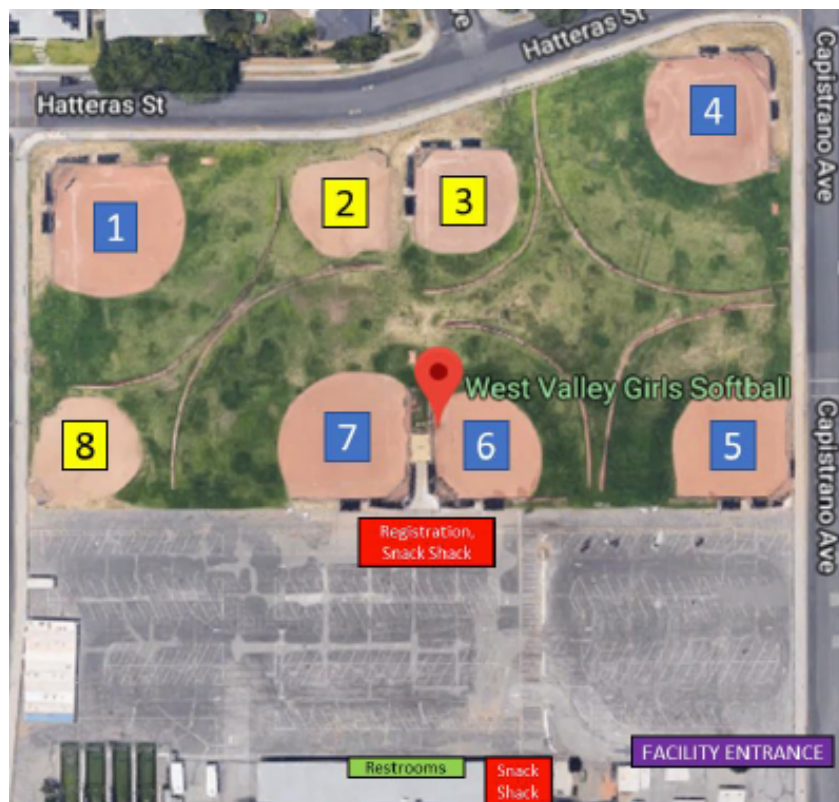 Hatteras St
Capistrano Ave
Ave
Hatteras St
4
1
2
3
West Valley Girls Softball
8
7
6
5
Capistrano Ave
Registration,
Snack Shack
FACILITY ENTRANCE
Restrooms
Snack
Shack